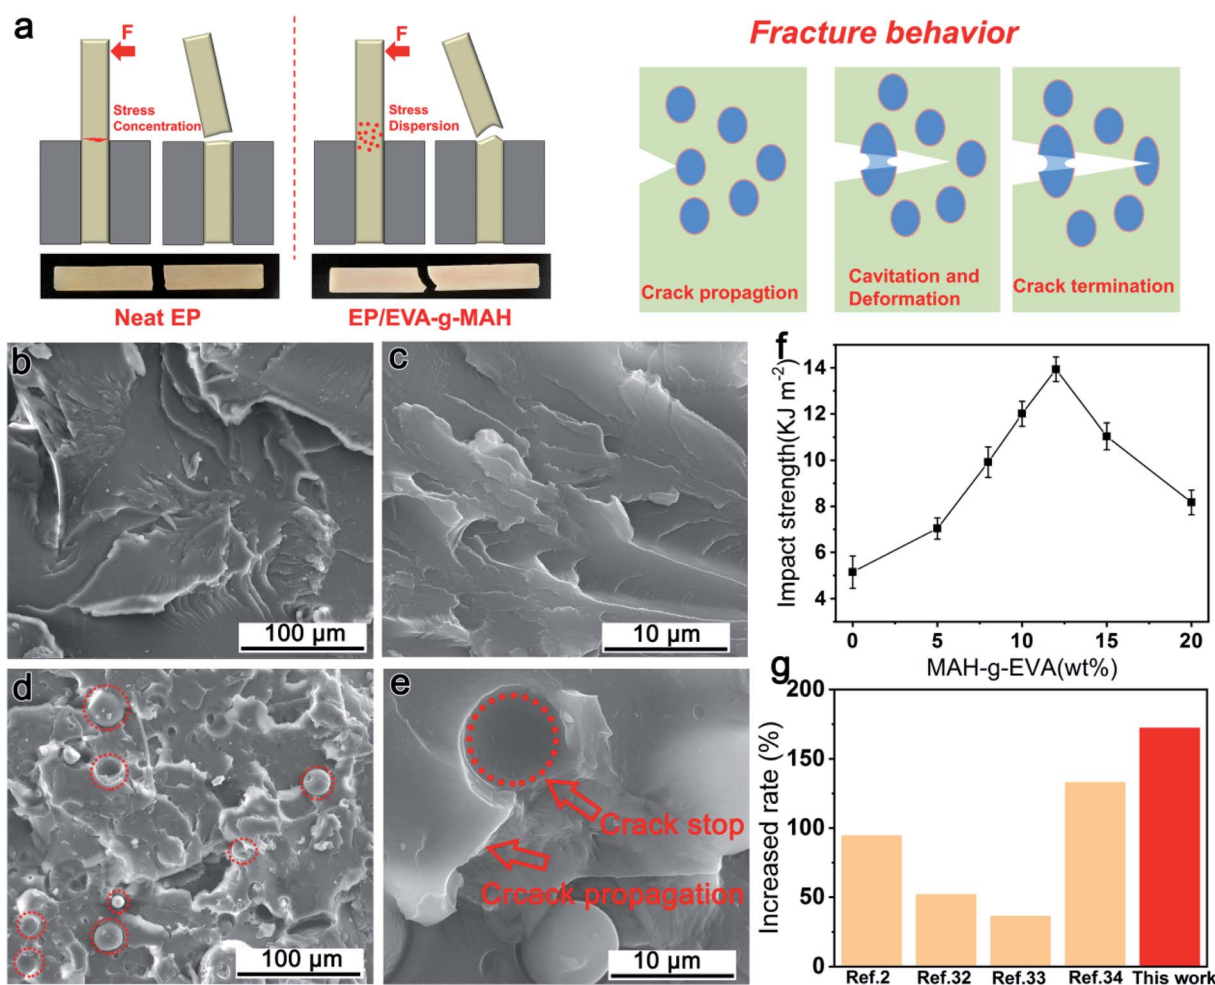 a
F
F
Fracture behavior
Stress
Concentration
Stress
Dispersion
Crack propagtion
Cavitation and
Deformation
Crack termination
Neat EP
EP/EVA-g-MAH
b
100 μm
c
10 μm
d
100 μm
e
Crack stop
Crcack propagation
10 μm
f
Impact strength(KJ m-2)
14
12
10
8
6
4
0
5
10
15
20
MAH-g-EVA(wt%)
g
Increased rate (%)
200
150
100
50
0
Ref.2
Ref.32
Ref.33
Ref.34
This work